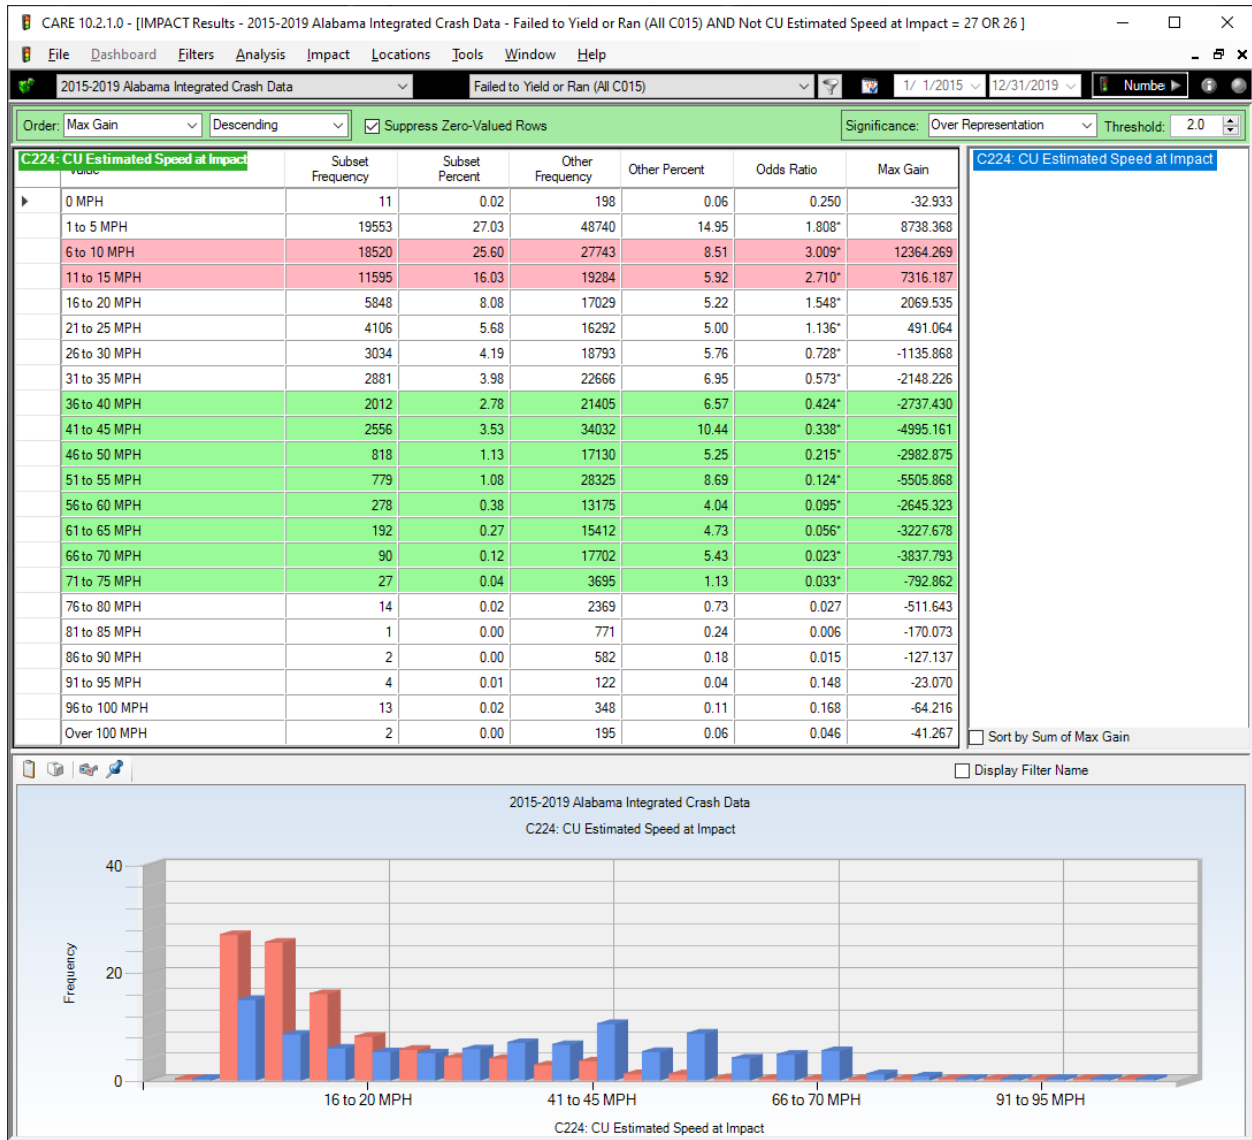 CARE 10.2.1.0 - [IMPACT Results - 2015-2019 Alabama Integrated Crash Data - Failed to Yield or Ran (All C015) AND Not CU Estimated Speed at Impact = 27 OR 26 ]
File Dashboard Filters Analysis Impact Locations Tools Window Help
2015-2019 Alabama Integrated Crash Data Failed to Yield or Ran (All C015) 1/ 1/2015 12/31/2019 Numbe
Order: Max Gain Descending Suppress Zero-Valued Rows Significance: Over Representation Threshold: 2.0
C224: CU Estimated Speed at Impact
Value Subset Frequency Subset Percent Other Frequency Other Percent Odds Ratio Max Gain
C224: CU Estimated Speed at Impact
0 MPH 11 0.02 198 0.06 0.250 -32.933
1 to 5 MPH 19553 27.03 48740 14.95 1.808* 8738.368
6 to 10 MPH 18520 25.60 27743 8.51 3.009* 12364.269
11 to 15 MPH 11595 16.03 19284 5.92 2.710* 7316.187
16 to 20 MPH 5848 8.08 17029 5.22 1.548* 2069.535
21 to 25 MPH 4106 5.68 16292 5.00 1.136* 491.064
26 to 30 MPH 3034 4.19 18793 5.76 0.728* -1135.868
31 to 35 MPH 2881 3.98 22666 6.95 0.573* -2148.226
36 to 40 MPH 2012 2.78 21405 6.57 0.424* -2737.430
41 to 45 MPH 2556 3.53 34032 10.44 0.338* -4995.161
46 to 50 MPH 818 1.13 17130 5.25 0.215* -2982.875
51 to 55 MPH 779 1.08 28325 8.69 0.124* -5505.868
56 to 60 MPH 278 0.38 13175 4.04 0.095* -2645.323
61 to 65 MPH 192 0.27 15412 4.73 0.056* -3227.678
66 to 70 MPH 90 0.12 17702 5.43 0.023* -3837.793
71 to 75 MPH 27 0.04 3695 1.13 0.033* -792.862
76 to 80 MPH 14 0.02 2369 0.73 0.027 -511.643
81 to 85 MPH 1 0.00 771 0.24 0.006 -170.073
86 to 90 MPH 2 0.00 582 0.18 0.015 -127.137
91 to 95 MPH 4 0.01 122 0.04 0.148 -23.070
96 to 100 MPH 13 0.02 348 0.11 0.168 -64.216
Over 100 MPH 2 0.00 195 0.06 0.046 -41.267
Sort by Sum of Max Gain
Display Filter Name
2015-2019 Alabama Integrated Crash Data
C224: CU Estimated Speed at Impact
40
20
0
Frequency
16 to 20 MPH 41 to 45 MPH 66 to 70 MPH 91 to 95 MPH
C224: CU Estimated Speed at Impact